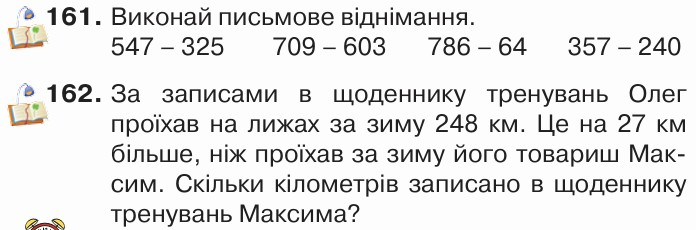 161. Виконай письмове віднімання.
547 – 325 709 – 603 786 – 64 357 – 240
162. За записами в щоденнику тренувань Олег
проїхав на лижах за зиму 248 км. Це на 27 км
більше, ніж проїхав за зиму його товариш Мак-
сим. Скільки кілометрів записано в щоденнику
тренувань Максима?